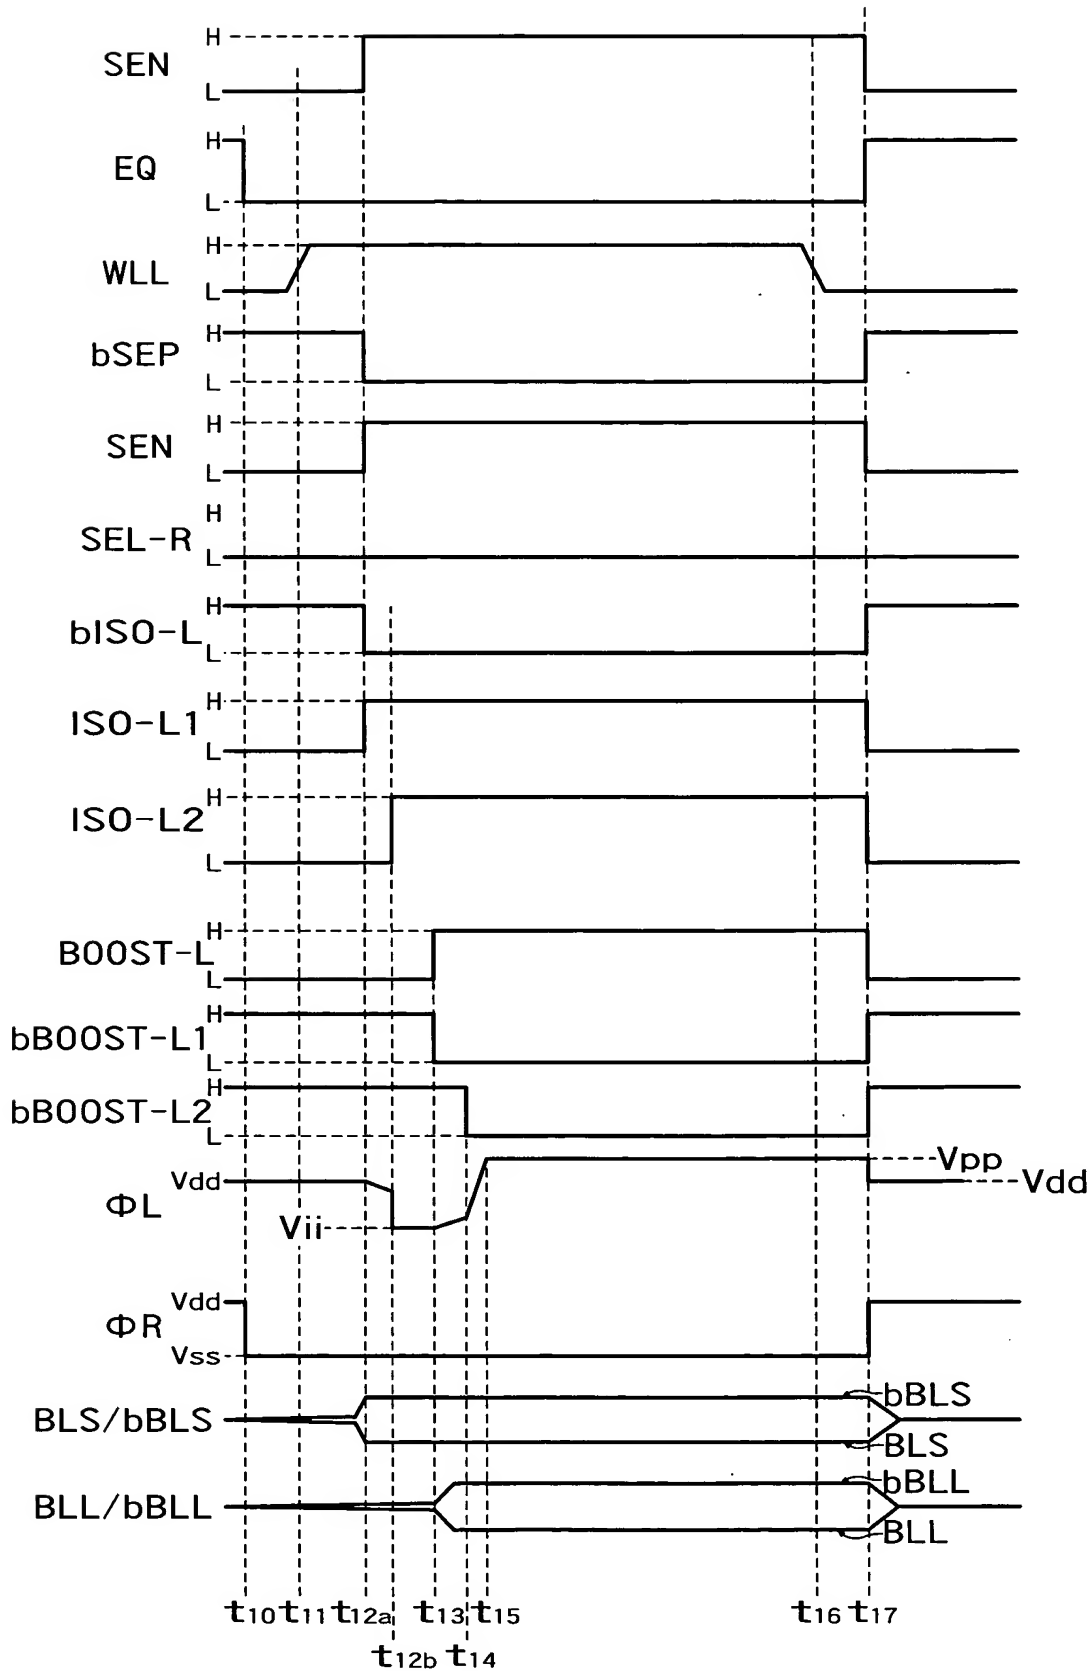 H
SEN
L
H
EQ
L
H
WLL
L
H
bSEP
L
H
SEN
L
H
SEL-R
L
H
bISO-L
L
H
ISO-L1
L
H
ISO-L2
L
H
BOOST-L
L
H
bBOOST-L1
L
H
bBOOST-L2
L
Vpp
Vdd
Vdd
ΦL
Vii
Vdd
ΦR
Vss
bBLS
BLS/bBLS
BLS
bBLL
BLL/bBLL
BLL
t10 t11 t12a t13 t15 t16 t17
t12b t14